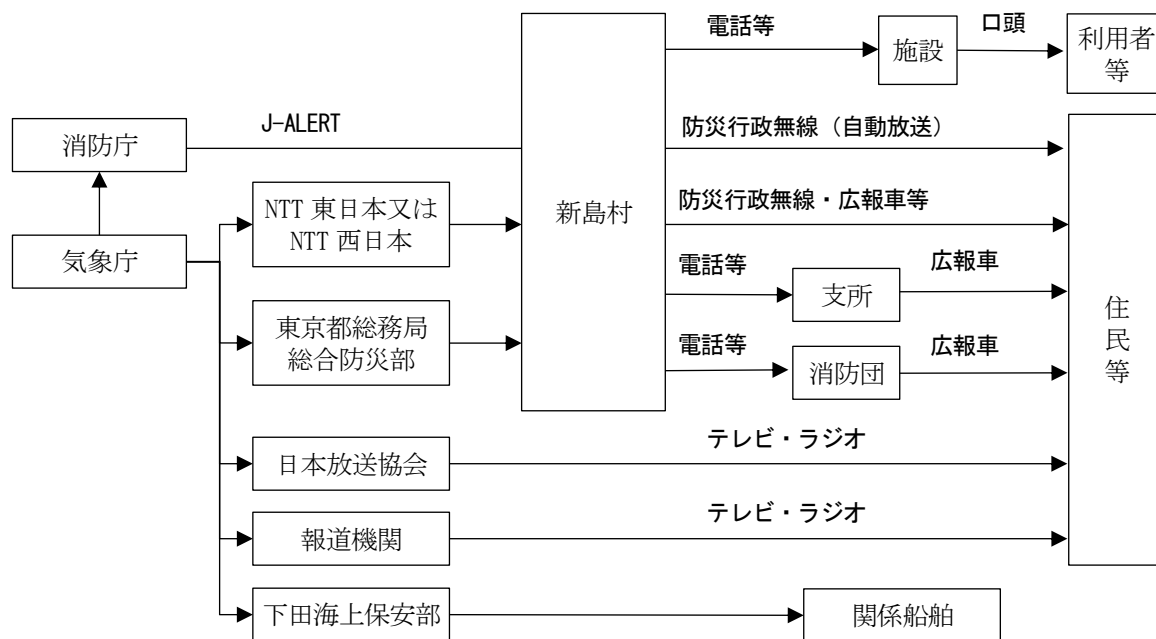 電話等
口頭
施設
利用者
等
J-ALERT
防災行政無線（自動放送）
消防庁
NTT 東日本又は
NTT 西日本
新島村
防災行政無線・広報車等
気象庁
電話等
広報車
支所
東京都総務局
総合防災部
電話等
広報車
消防団
住
民
等
日本放送協会
テレビ・ラジオ
報道機関
テレビ・ラジオ
下田海上保安部
関係船舶